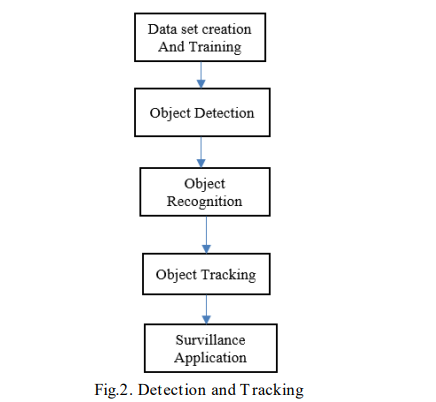 Data set creation
And Training
Object Detection
Object
Recognition
Object Tracking
Survillance
Application
Fig.2. Detection and Tracking